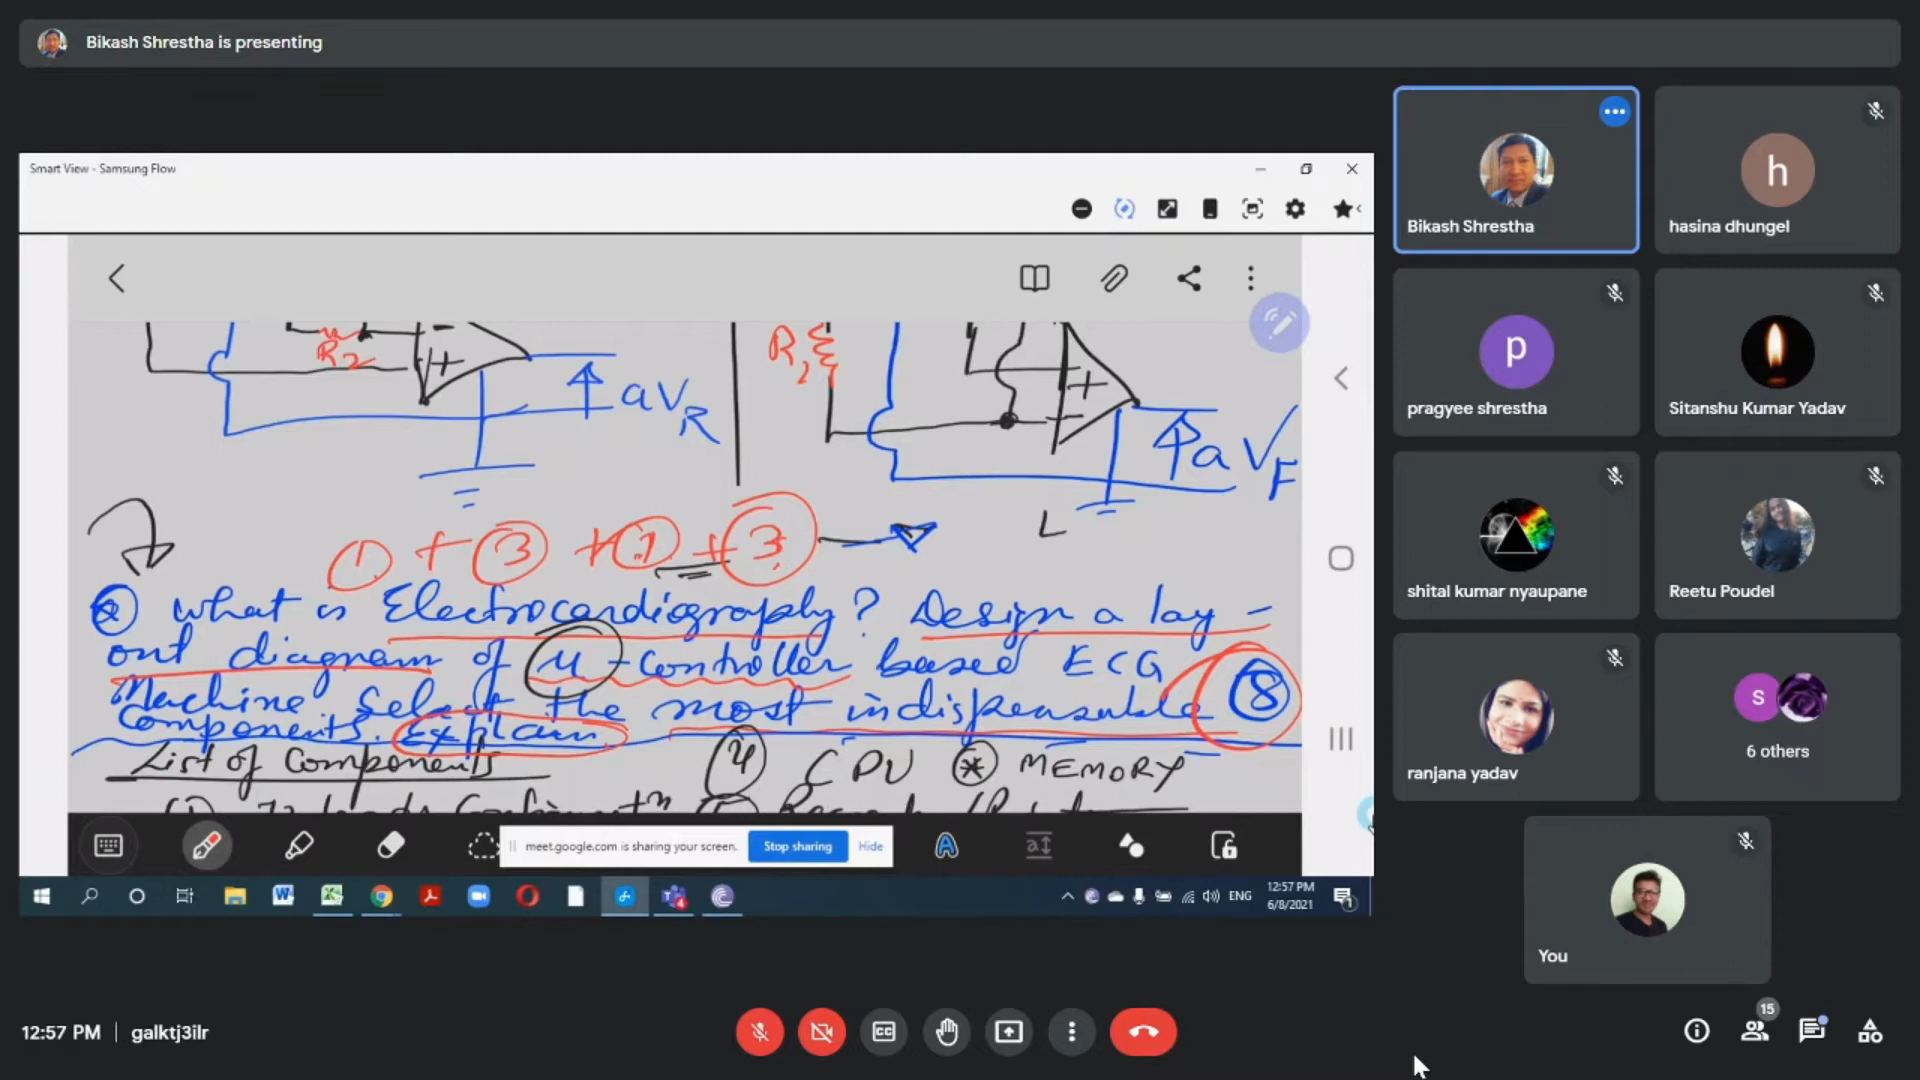 Bikash Shrestha is presenting
Smart View - Samsung Flow
R2
+
aVR
R1
+
-
aVF
L
1 + 3 + 1 + 3
Q What is Electrocardiography? Design a lay-
out diagram of μ-controller based ECG
Machine Select the most indispensable 8
Components. Explain.
List of Components
4 CPU * MEMORY
meet.google.com is sharing your screen.
Stop sharing
Hide
ENG
12:57 PM
6/8/2021
Bikash Shrestha
h
hasina dhungel
p
pragyee shrestha
Sitanshu Kumar Yadav
shital kumar nyaupane
Reetu Poudel
ranjana yadav
s
6 others
You
12:57 PM
galktj3ilr
CC
15